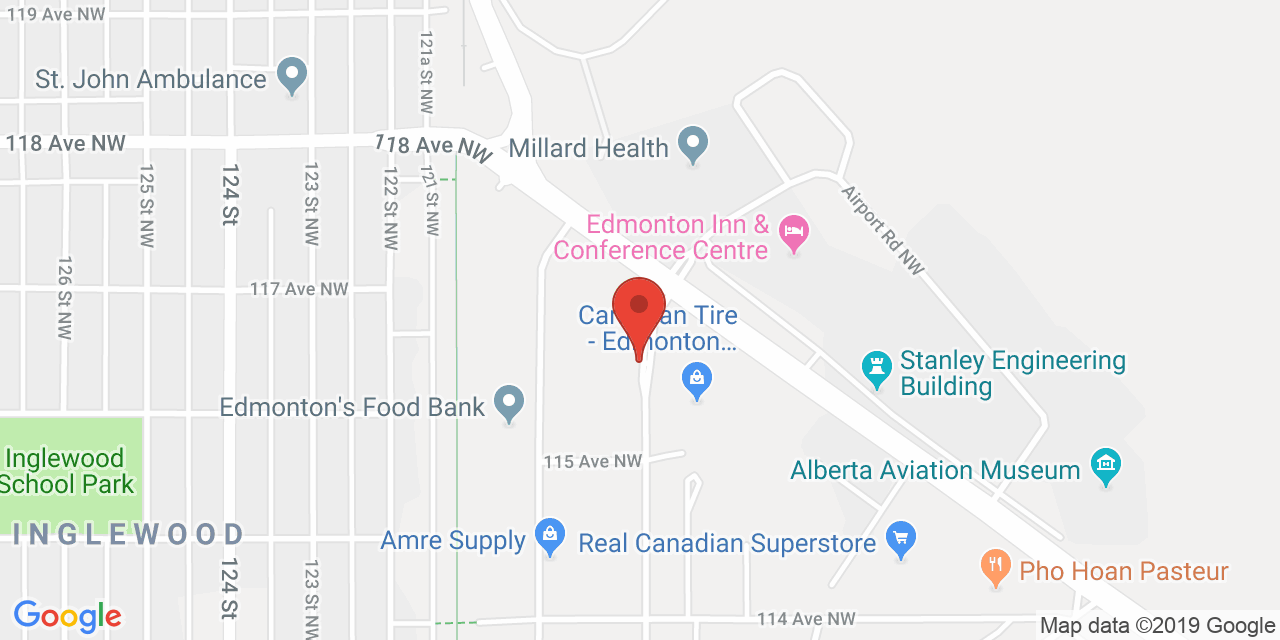 119 Ave NW
121a St NW
St. John Ambulance
118 Ave NW
118 Ave NW
Millard Health
125 St NW
124 St
123 St NW
122 St NW
121 St NW
Airport Rd NW
Edmonton Inn &
Conference Centre
126 St NW
117 Ave NW
Canadian Tire
- Edmonton...
Stanley Engineering
Building
Edmonton's Food Bank
Inglewood
School Park
115 Ave NW
Alberta Aviation Museum
INGLEWOOD
Amre Supply
Real Canadian Superstore
124 St
123 St NW
Pho Hoan Pasteur
Google
114 Ave NW
Map data ©2019 Google